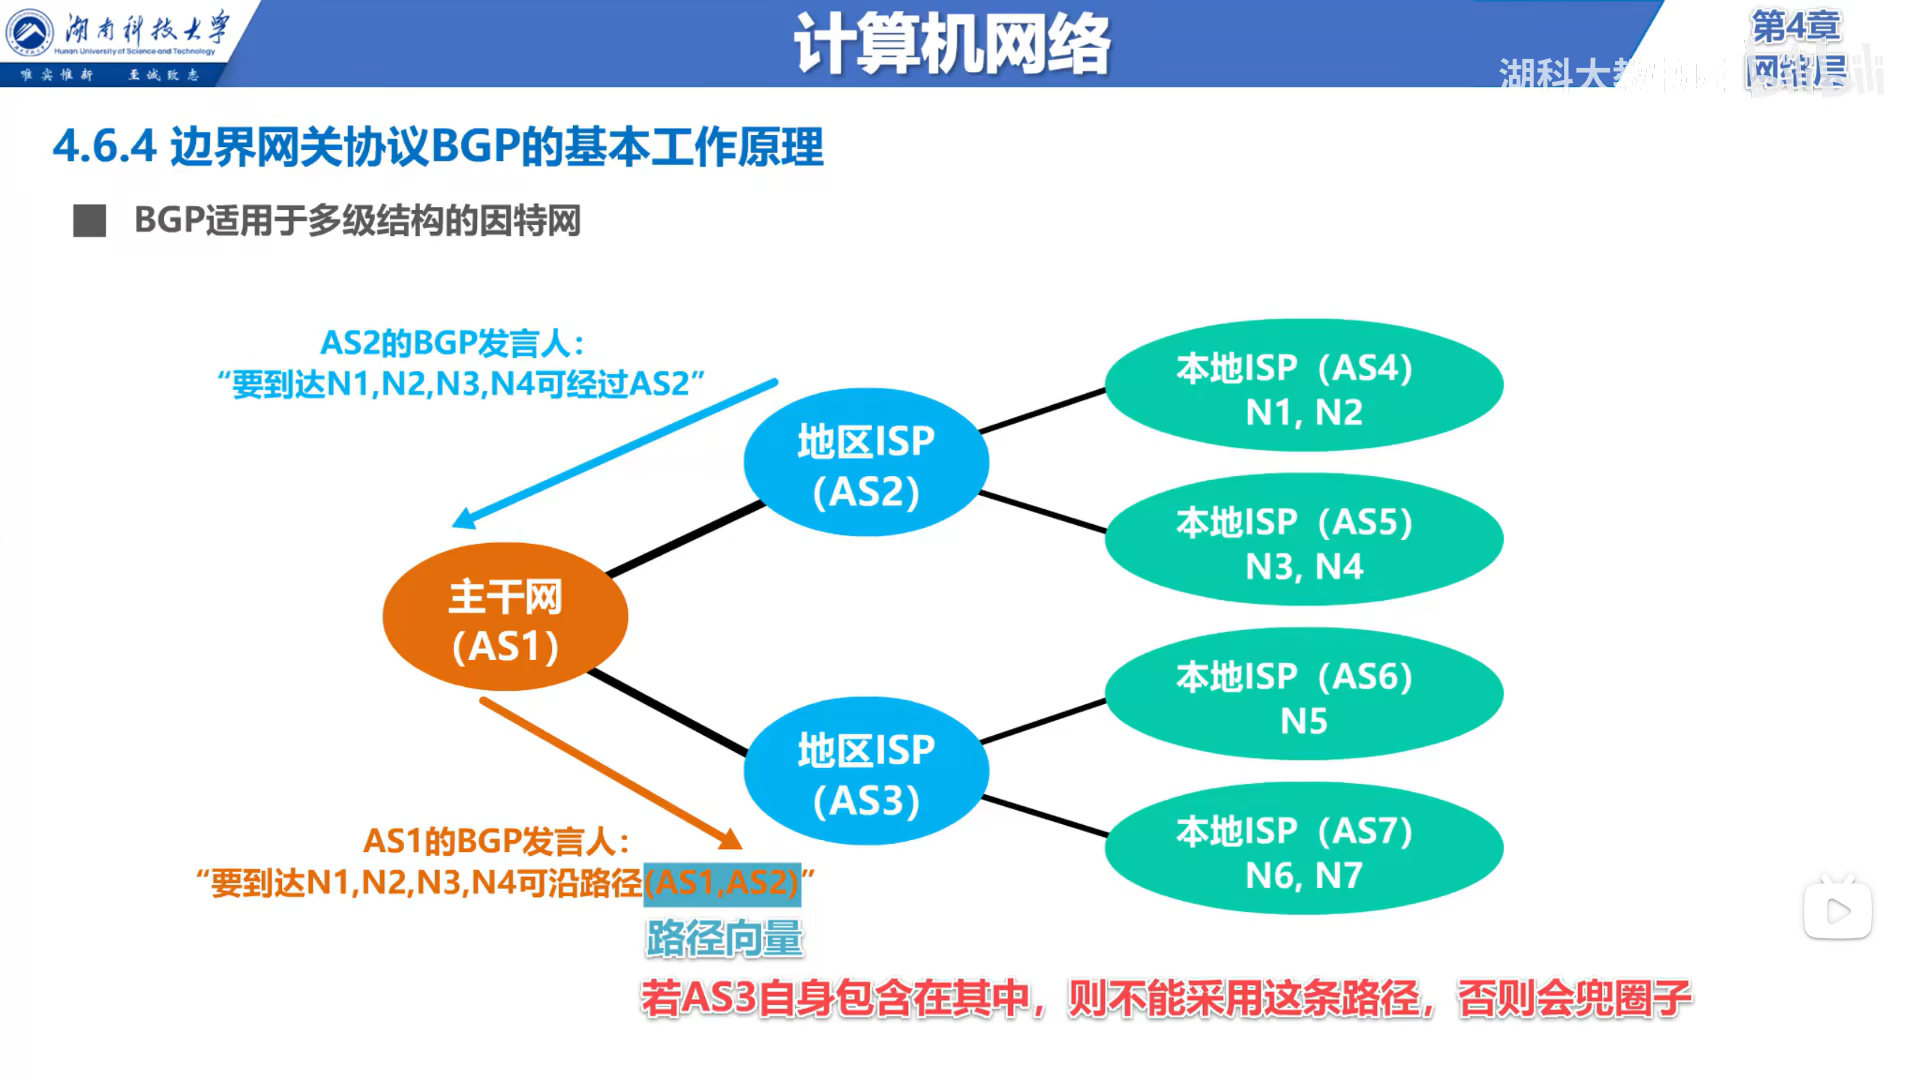 湖南科技大学
Hunan University of Science and Technology
唯实惟新 至诚致志
计算机网络
第4章
网络层
湖科大教书匠
4.6.4 边界网关协议BGP的基本工作原理
BGP适用于多级结构的因特网
AS2的BGP发言人：
“要到达N1,N2,N3,N4可经过AS2”
地区ISP
（AS2）
本地ISP（AS4）
N1, N2
本地ISP（AS5）
N3, N4
主干网
（AS1）
地区ISP
（AS3）
本地ISP（AS6）
N5
本地ISP（AS7）
N6, N7
AS1的BGP发言人：
“要到达N1,N2,N3,N4可沿路径(AS1,AS2)”
路径向量
若AS3自身包含在其中，则不能采用这条路径，否则会兜圈子